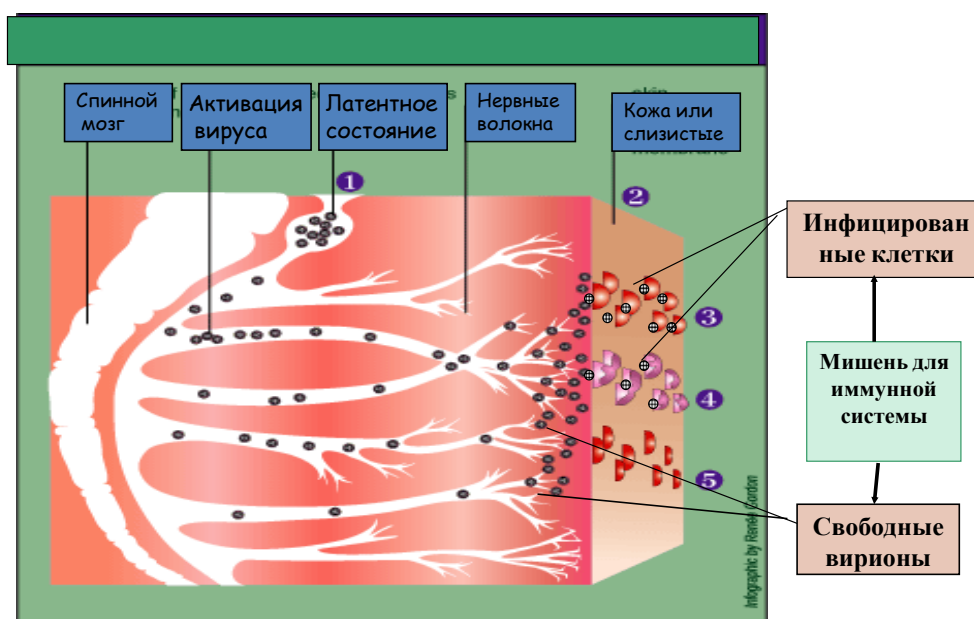 Спинной
мозг
Активация
вируса
Латентное
состояние
Нервные
волокна
Кожа или
слизистые
1
2
3
4
5
Инфицирован
ные клетки
Мишень для
иммунной
системы
Свободные
вирионы
Infographic by Renée Gordon